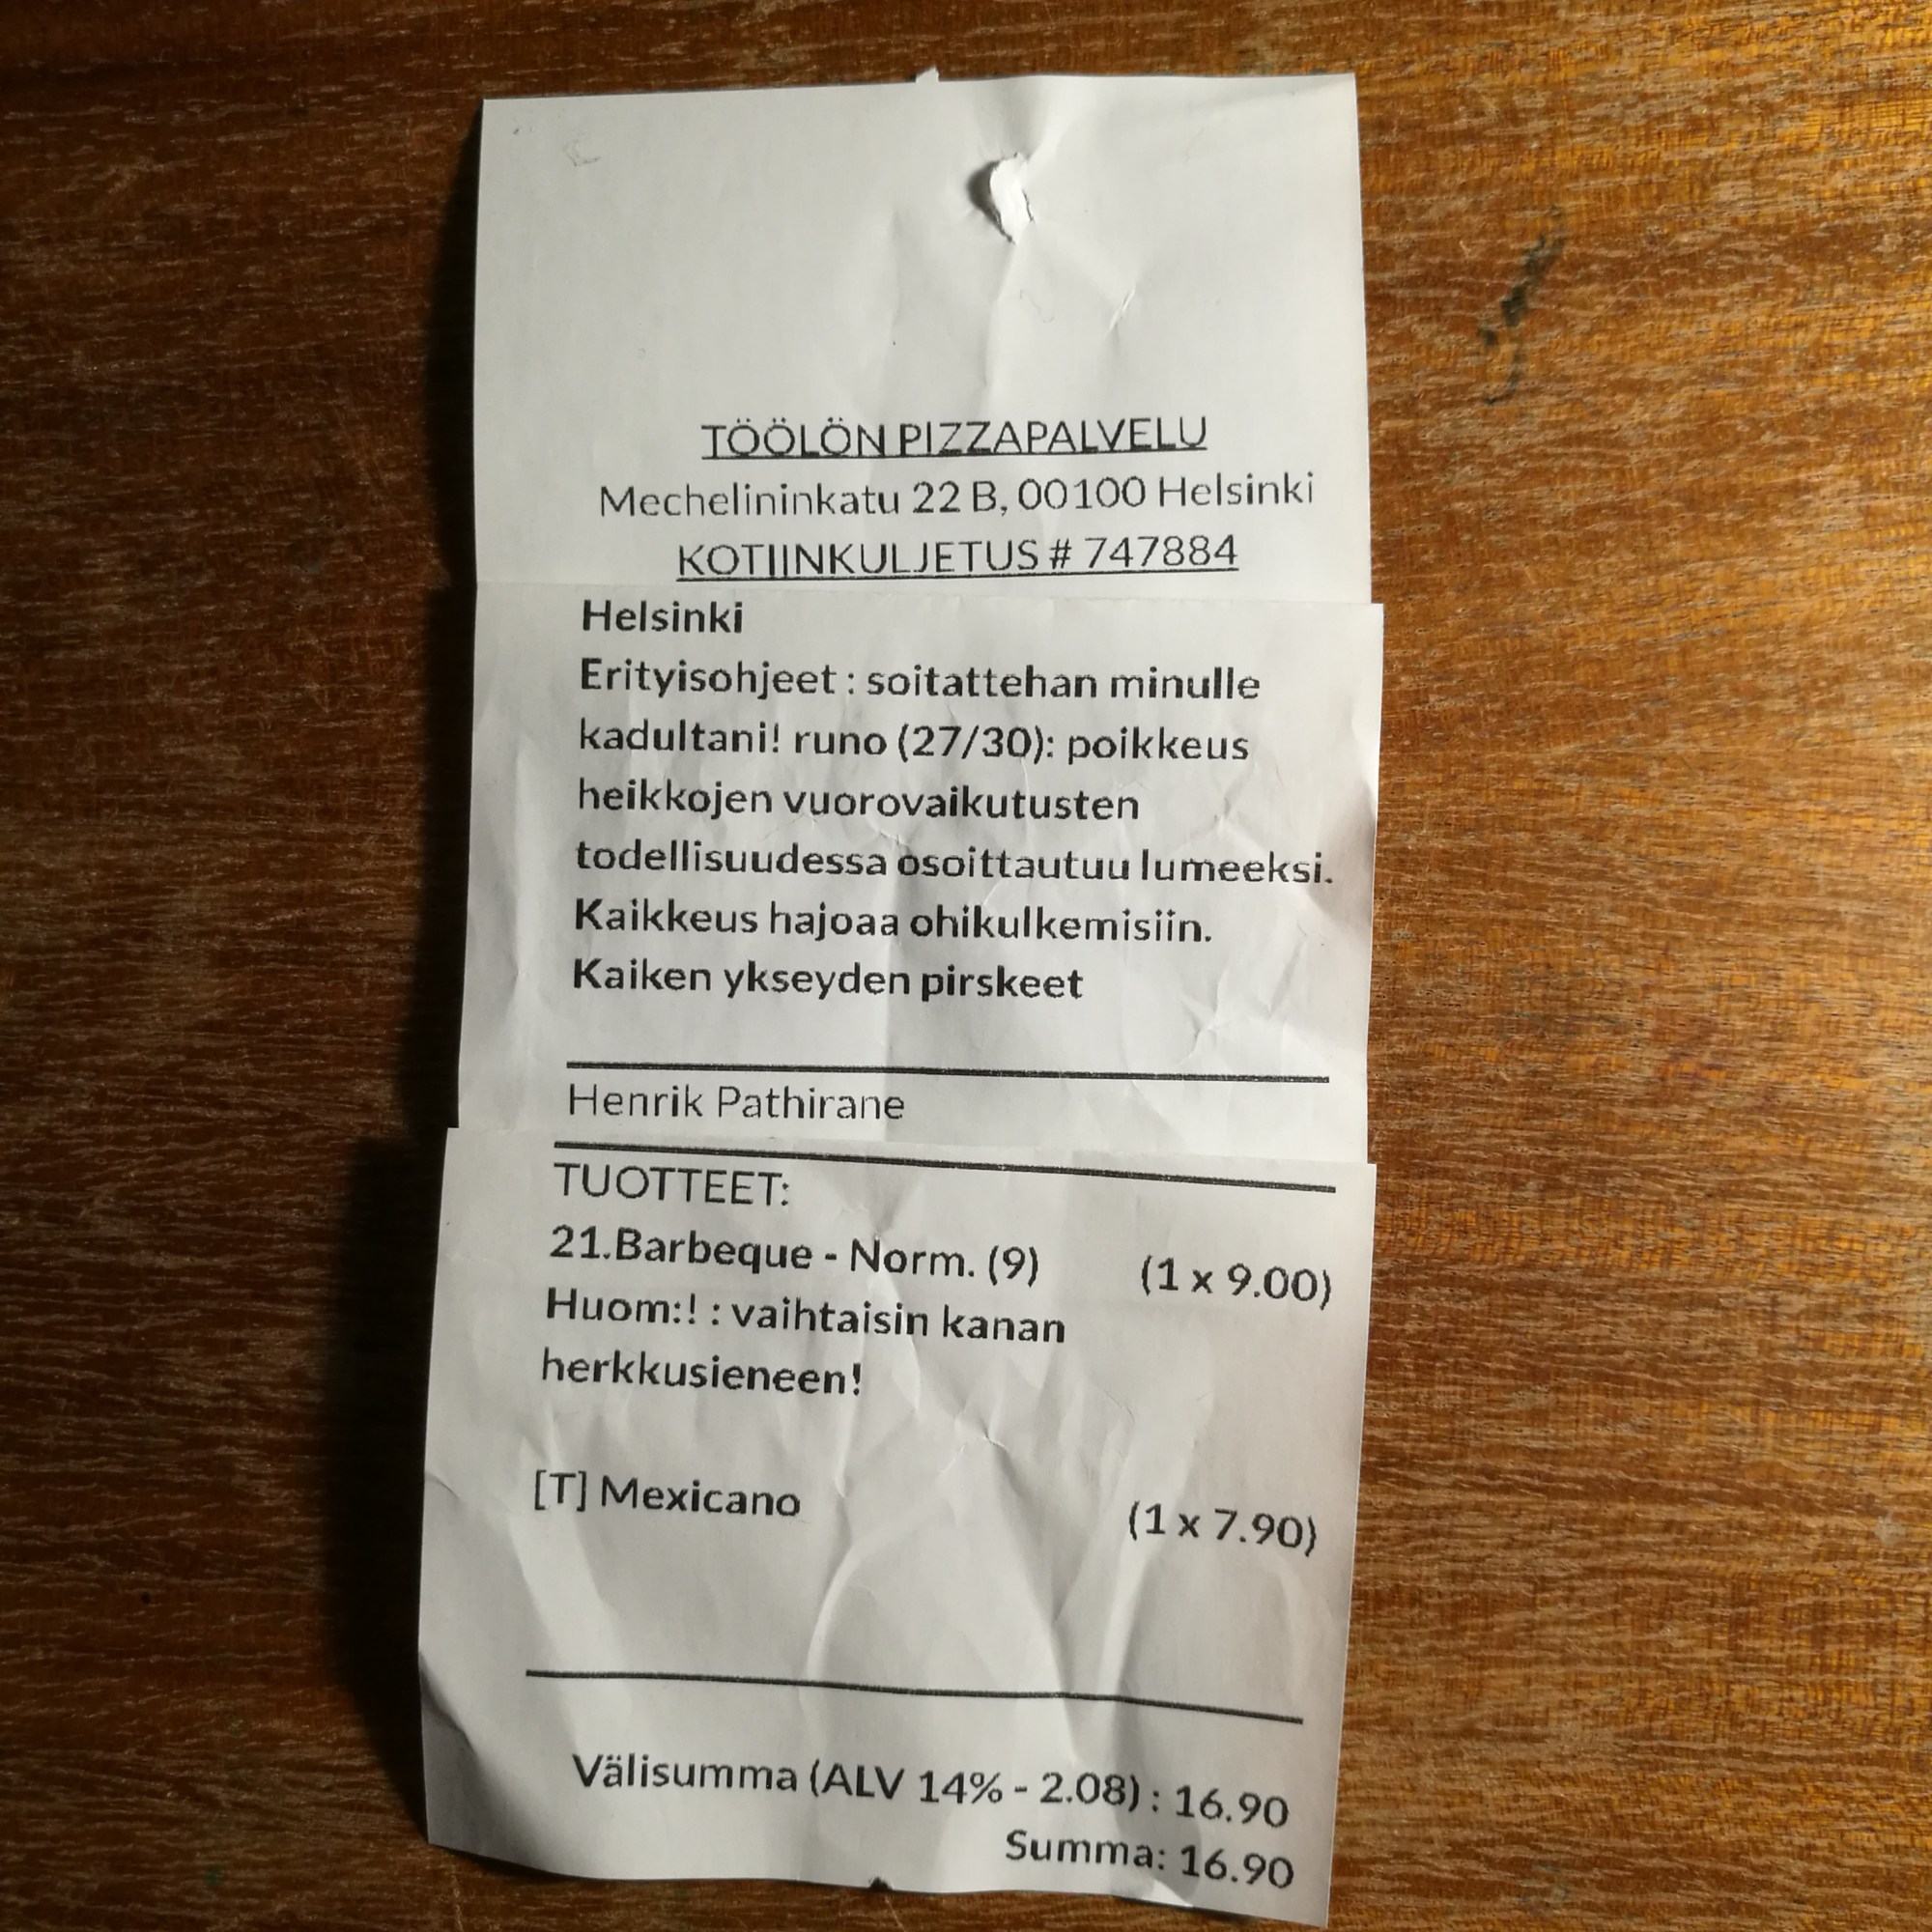 TÖÖLÖN PIZZAPALVELU
Mechelininkatu 22 B, 00100 Helsinki
KOTIINKULJETUS # 747884
Helsinki
Erityisohjeet : soitattehan minulle
kadultani! runo (27/30): poikkeus
heikkojen vuorovaikutusten
todellisuudessa osoittautuu lumeeksi.
Kaikkeus hajoaa ohikulkemisiin.
Kaiken ykseyden pirskeet
Henrik Pathirane
TUOTTEET:
21.Barbeque - Norm. (9) (1 x 9.00)
Huom:! : vaihtaisin kanan
herkkusieneen!
[T] Mexicano (1 x 7.90)
Välisumma (ALV 14% - 2.08) : 16.90
Summa: 16.90